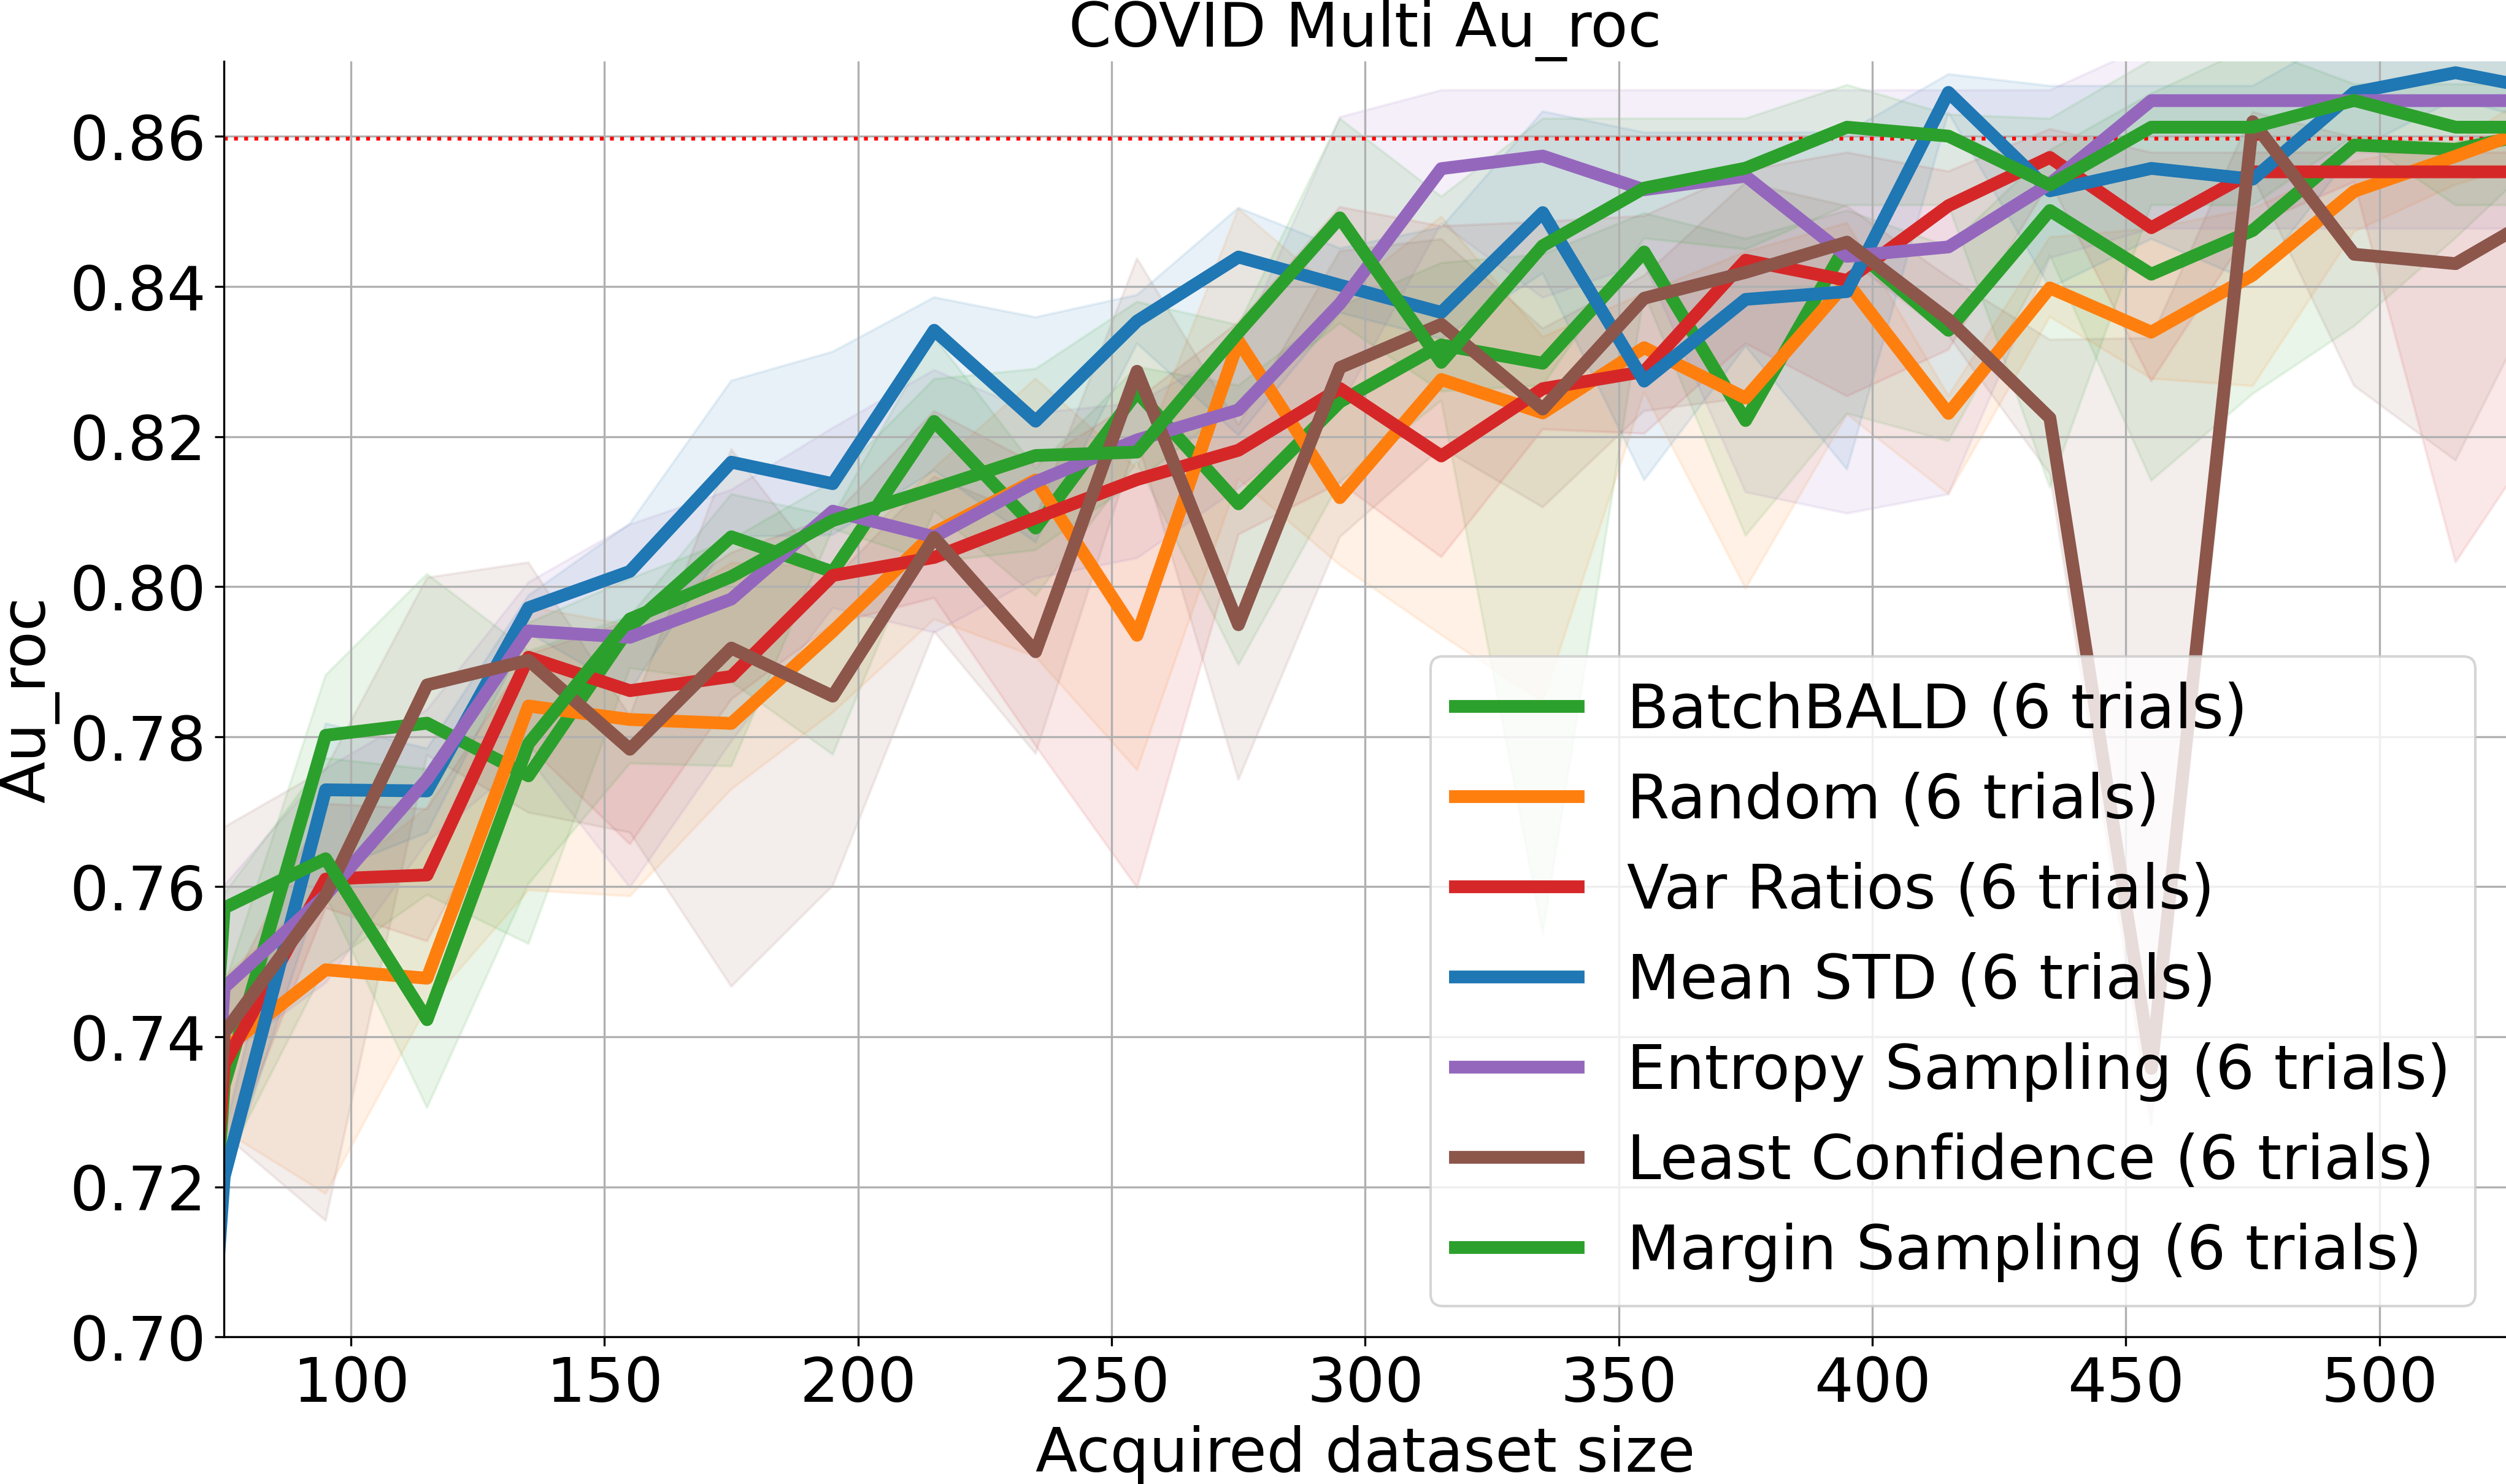 COVID Multi Au_roc
Au_roc
0.86
0.84
0.82
0.80
0.78
0.76
0.74
0.72
0.70
BatchBALD (6 trials)
Random (6 trials)
Var Ratios (6 trials)
Mean STD (6 trials)
Entropy Sampling (6 trials)
Least Confidence (6 trials)
Margin Sampling (6 trials)
100 150 200 250 300 350 400 450 500
Acquired dataset size